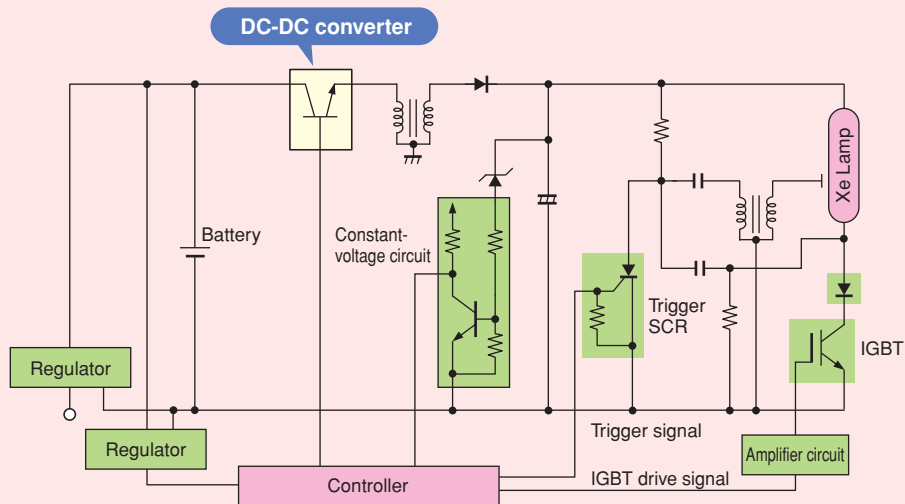 DC-DC converter
Xe Lamp
Battery
Constant-
voltage circuit
Trigger
SCR
IGBT
Regulator
Trigger signal
Regulator
Amplifier circuit
IGBT drive signal
Controller